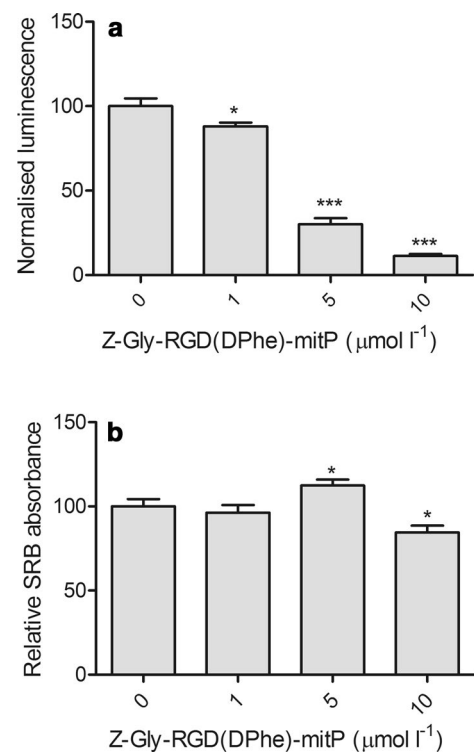 a
Normalised luminescence
150
100
50
0
*
***
***
0 1 5 10
Z-Gly-RGD(DPhe)-mitP (μmol l⁻¹)
b
Relative SRB absorbance
150
100
50
0
*
*
0 1 5 10
Z-Gly-RGD(DPhe)-mitP (μmol l⁻¹)